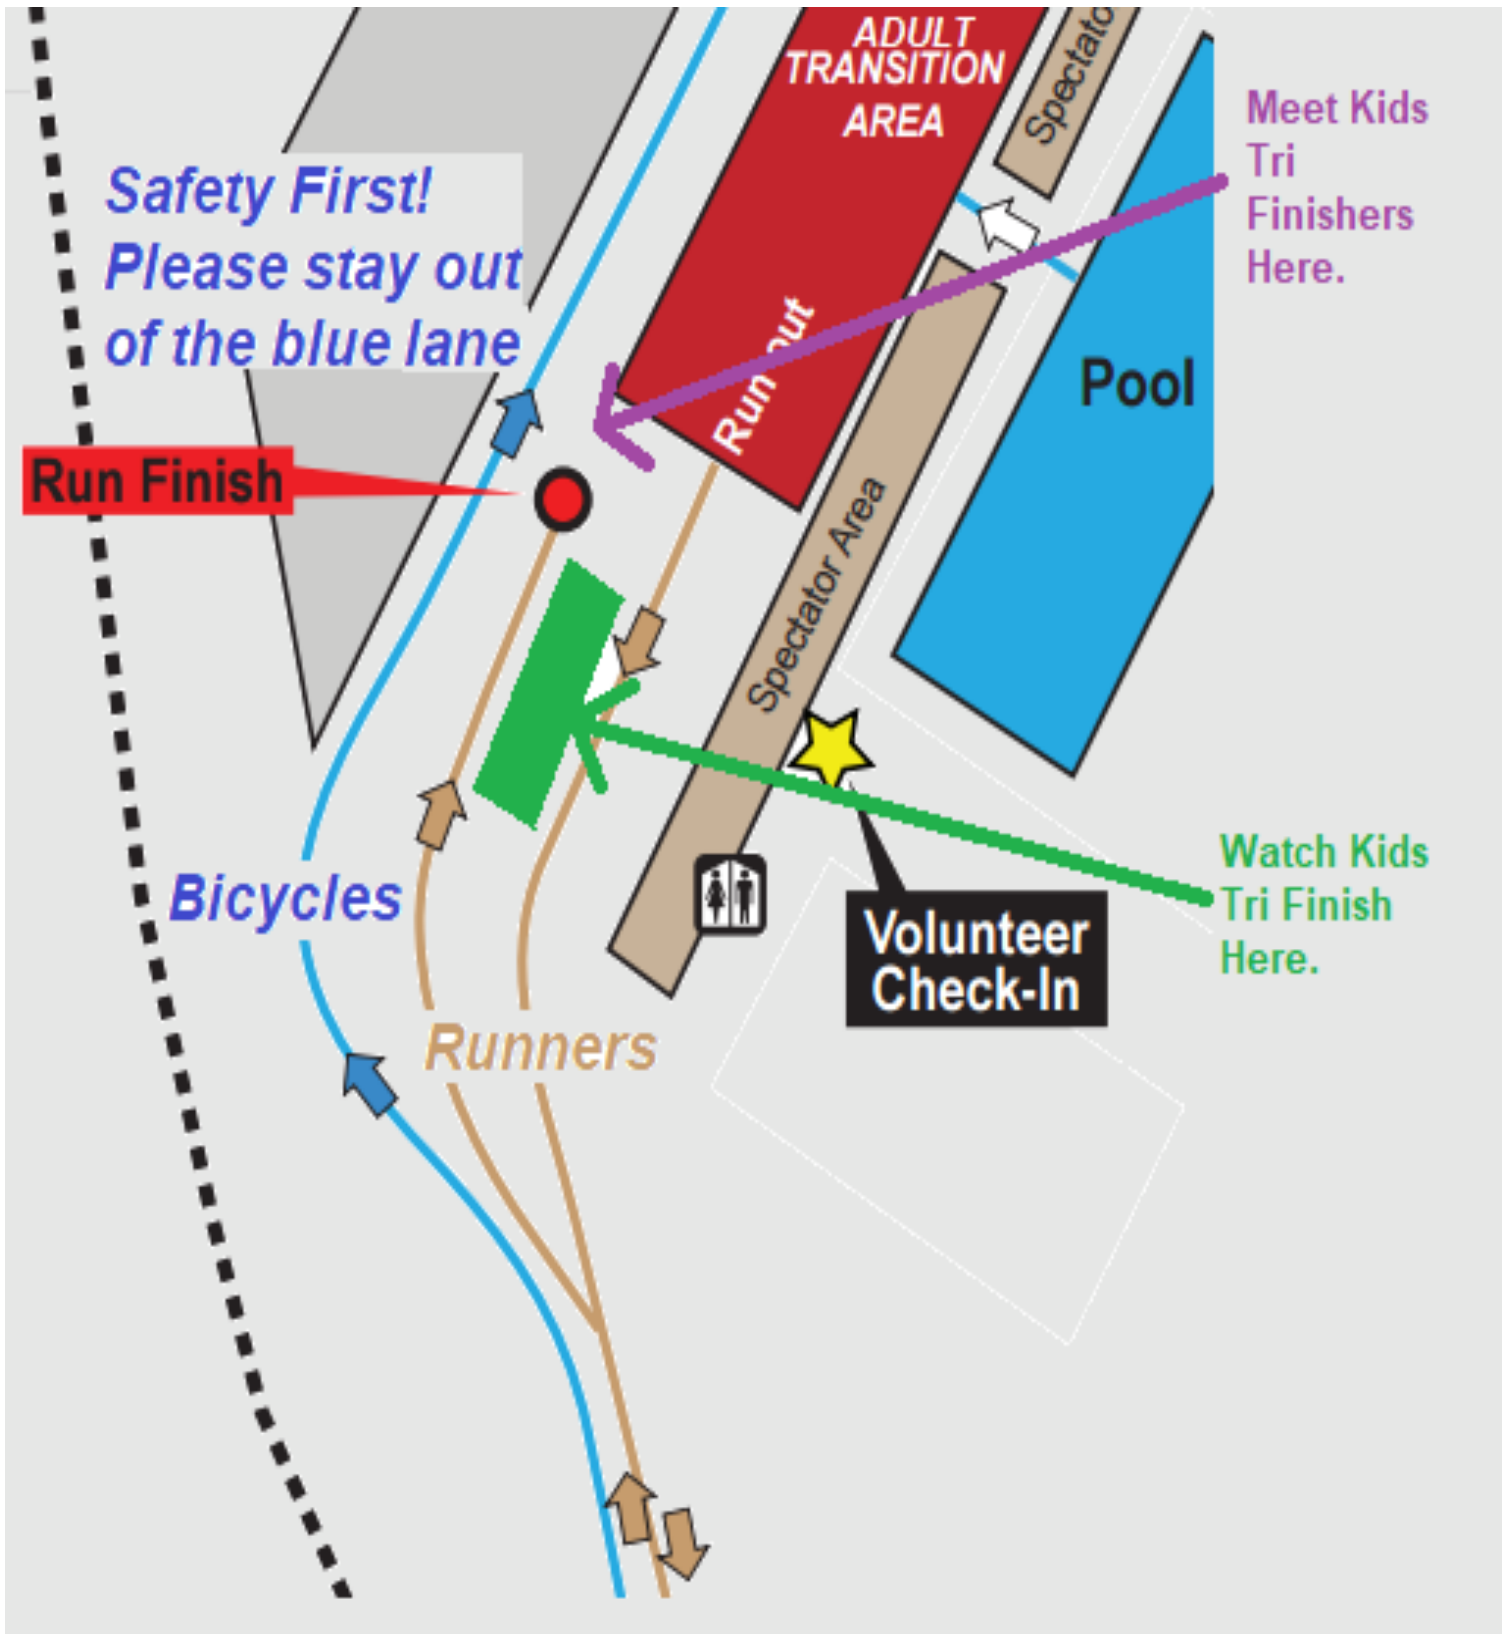 ADULT
TRANSITION
AREA
Spectato
Meet Kids
Tri
Finishers
Here.
Safety First!
Please stay out
of the blue lane
Run out
Pool
Run Finish
Spectator Area
Watch Kids
Tri Finish
Here.
Bicycles
Volunteer
Check-In
Runners